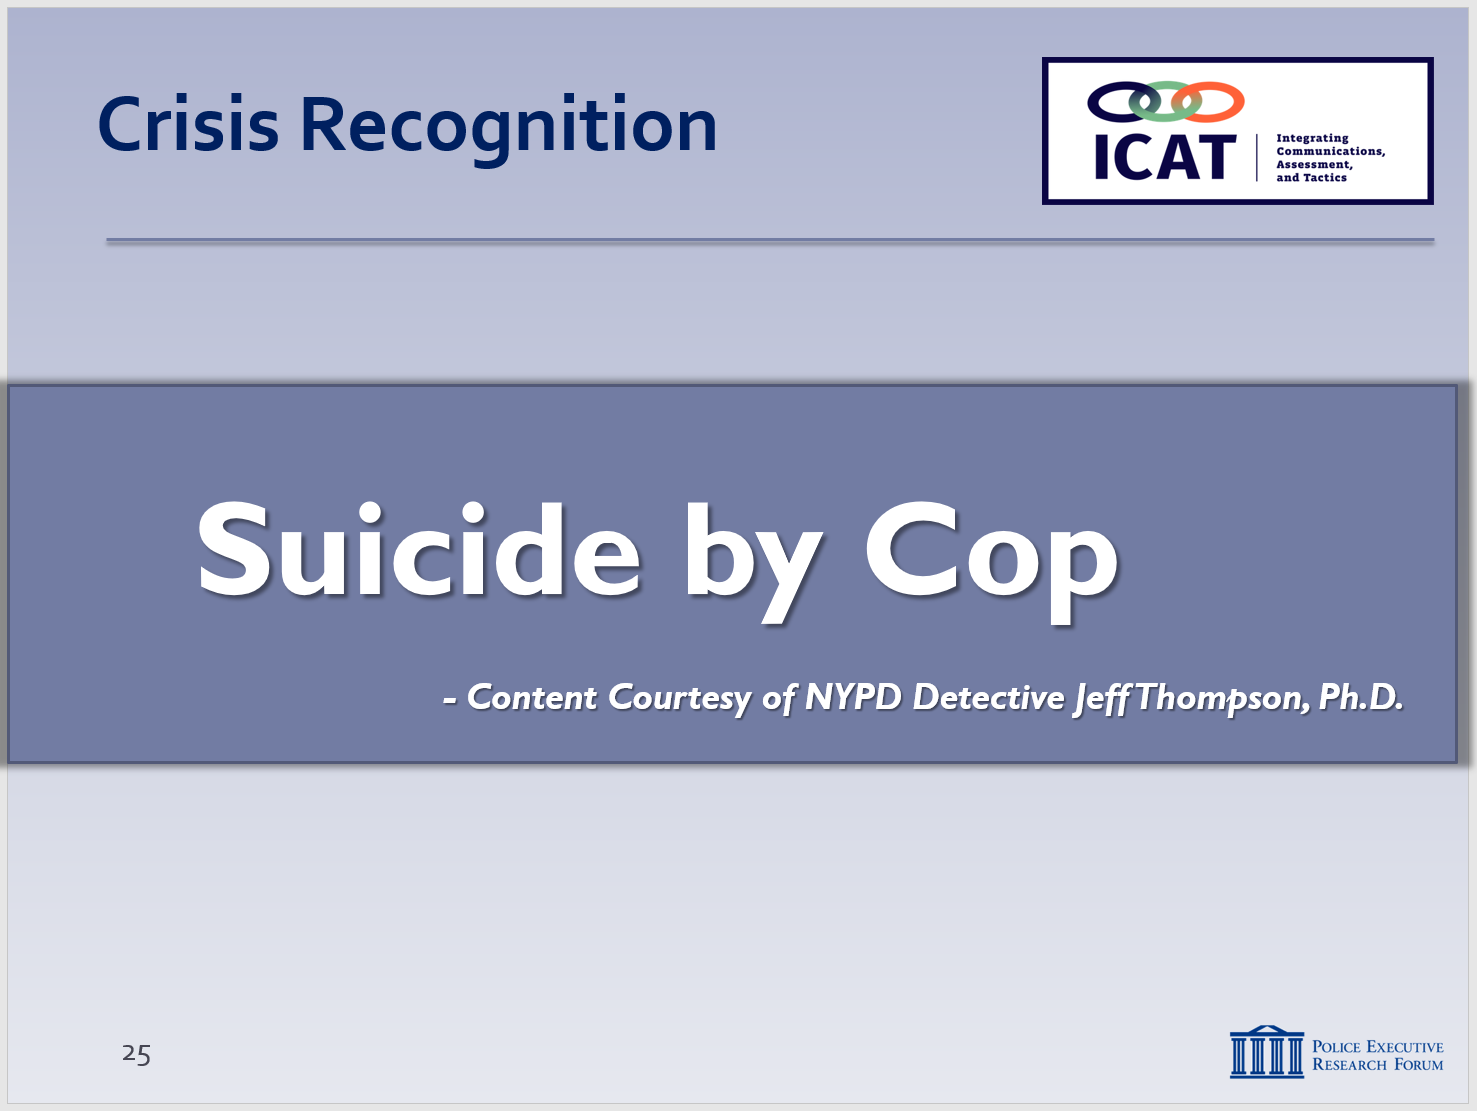 Crisis Recognition
ICAT
Integrating
Communications,
Assessment,
and Tactics
Suicide by Cop
- Content Courtesy of NYPD Detective Jeff Thompson, Ph.D.
25
Police Executive
Research Forum